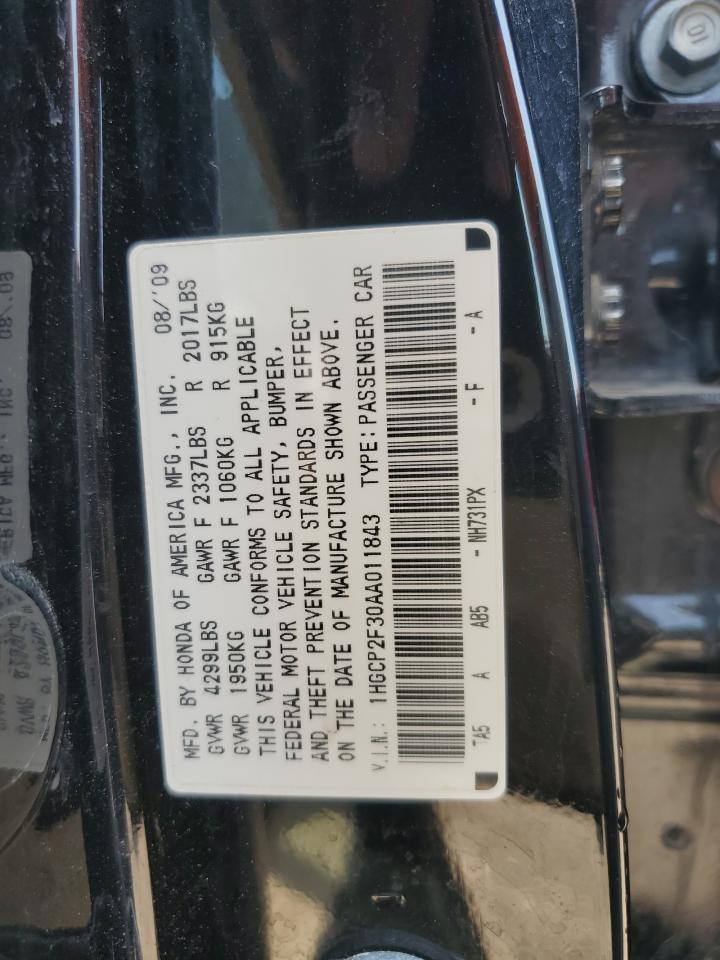 MFD. BY HONDA OF AMERICA MFG., INC. 08/'09
GVWR 4299LBS GAWR F 2337LBS R 2017LBS
GVWR 1950KG GAWR F 1060KG R 915KG
THIS VEHICLE CONFORMS TO ALL APPLICABLE
FEDERAL MOTOR VEHICLE SAFETY, BUMPER,
AND THEFT PREVENTION STANDARDS IN EFFECT
ON THE DATE OF MANUFACTURE SHOWN ABOVE.
V.I.N.: 1HGCP2F30AA011843 TYPE: PASSENGER CAR
TA5 A AB5 - NH731PX - F - A